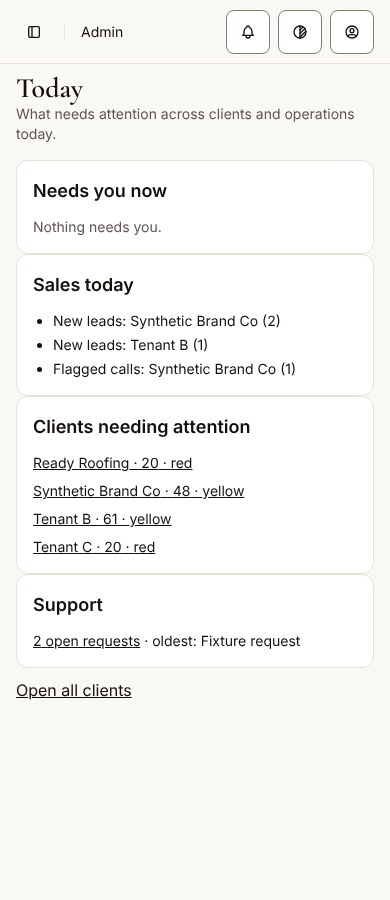 Admin
Today
What needs attention across clients and operations
today.
Needs you now
Nothing needs you.
Sales today
• New leads: Synthetic Brand Co (2)
• New leads: Tenant B (1)
• Flagged calls: Synthetic Brand Co (1)
Clients needing attention
Ready Roofing · 20 · red
Synthetic Brand Co · 48 · yellow
Tenant B · 61 · yellow
Tenant C · 20 · red
Support
2 open requests · oldest: Fixture request
Open all clients